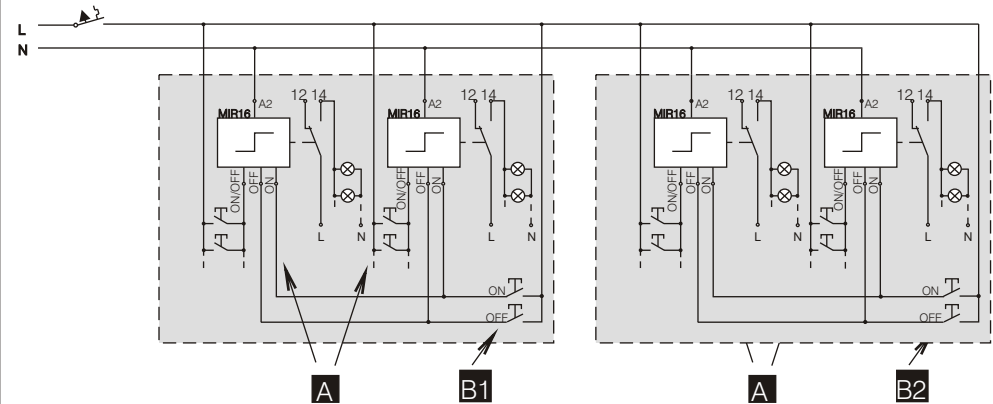 L
N
12 14 12 14 12 14 12 14
A2 A2 A2 A2
MIR16 MIR16 MIR16 MIR16
ON/OFF OFF ON ON/OFF OFF ON ON/OFF OFF ON ON/OFF OFF ON
L N L N L N L N
ON ON
OFF OFF
A B1 A B2